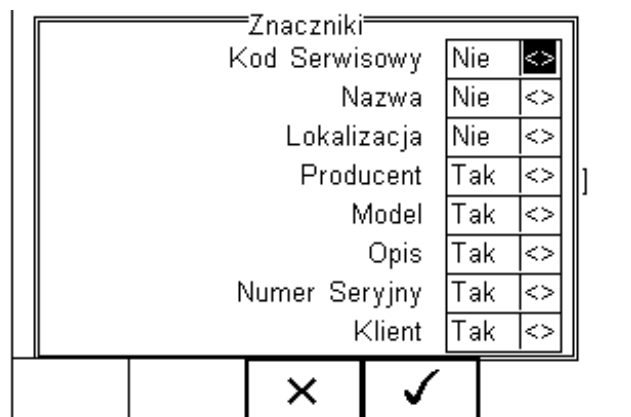 Znaczniki
Kod Serwisowy Nie <>
Nazwa Nie <>
Lokalizacja Nie <>
Producent Tak <>
]
Model Tak <>
Opis Tak <>
Numer Seryjny Tak <>
Klient Tak <>